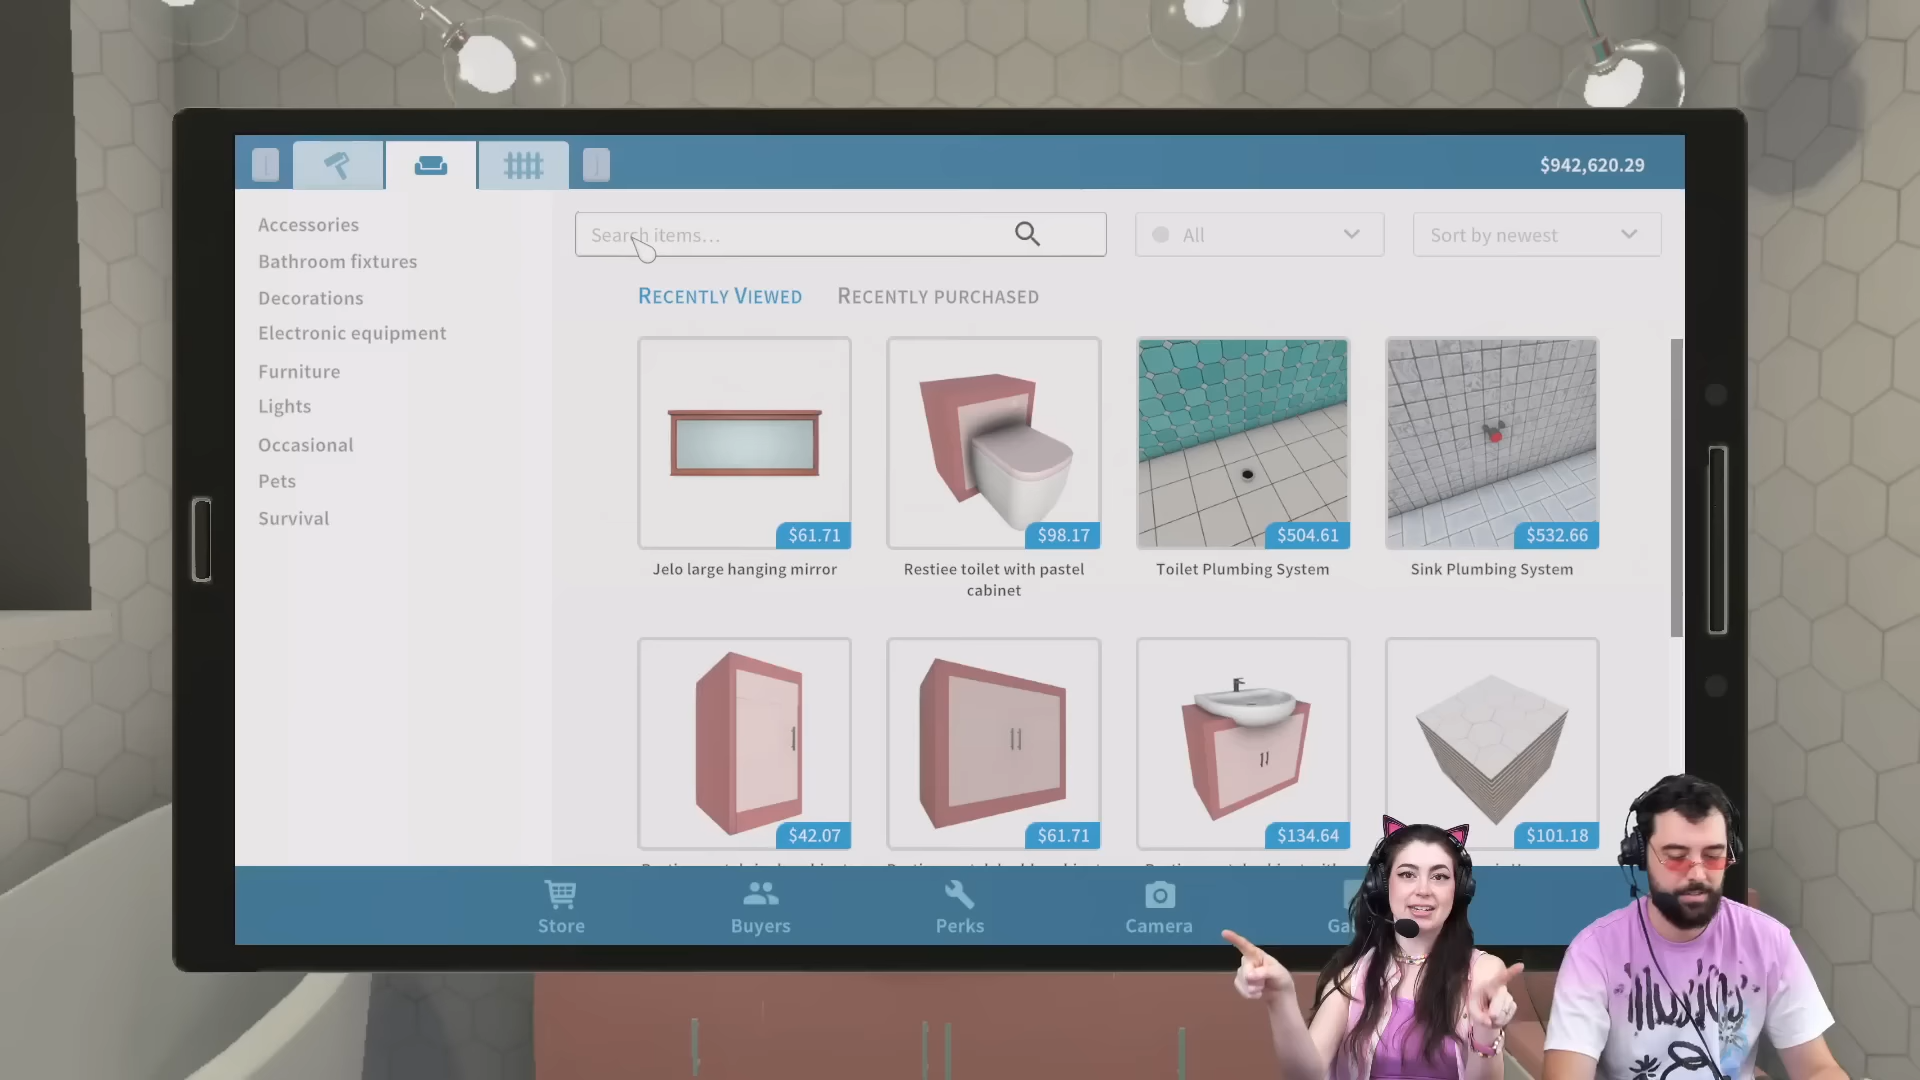 $942,620.29
Accessories
Bathroom fixtures
Decorations
Electronic equipment
Furniture
Lights
Occasional
Pets
Survival
Search items…
All
Sort by newest
RECENTLY VIEWED
RECENTLY PURCHASED
$61.71
$98.17
$504.61
$532.66
Jelo large hanging mirror
Restiee toilet with pastel
cabinet
Toilet Plumbing System
Sink Plumbing System
$42.07
$61.71
$134.64
$101.18
Store
Buyers
Perks
Camera